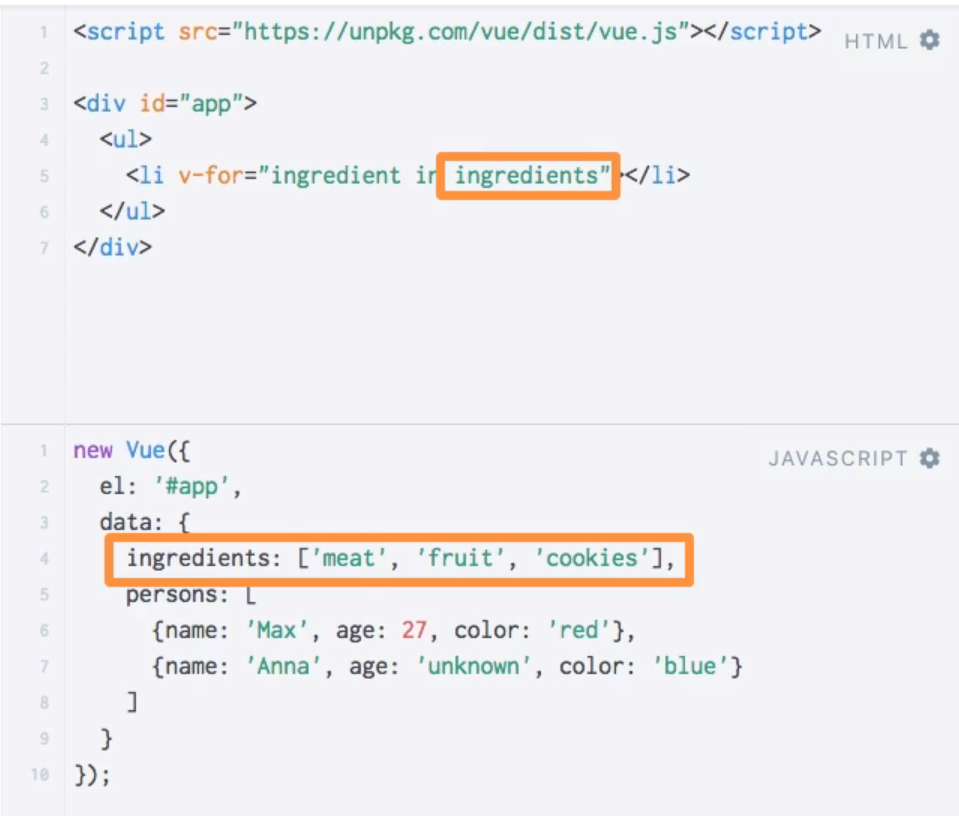 1 <script src="https://unpkg.com/vue/dist/vue.js"></script> HTML
2
3 <div id="app">
4 <ul>
5 <li v-for="ingredient in ingredients"></li>
6 </ul>
7 </div>
1 new Vue({ JAVASCRIPT
2 el: '#app',
3 data: {
4 ingredients: ['meat', 'fruit', 'cookies'],
5 persons: [
6 {name: 'Max', age: 27, color: 'red'},
7 {name: 'Anna', age: 'unknown', color: 'blue'}
8 ]
9 }
10 });